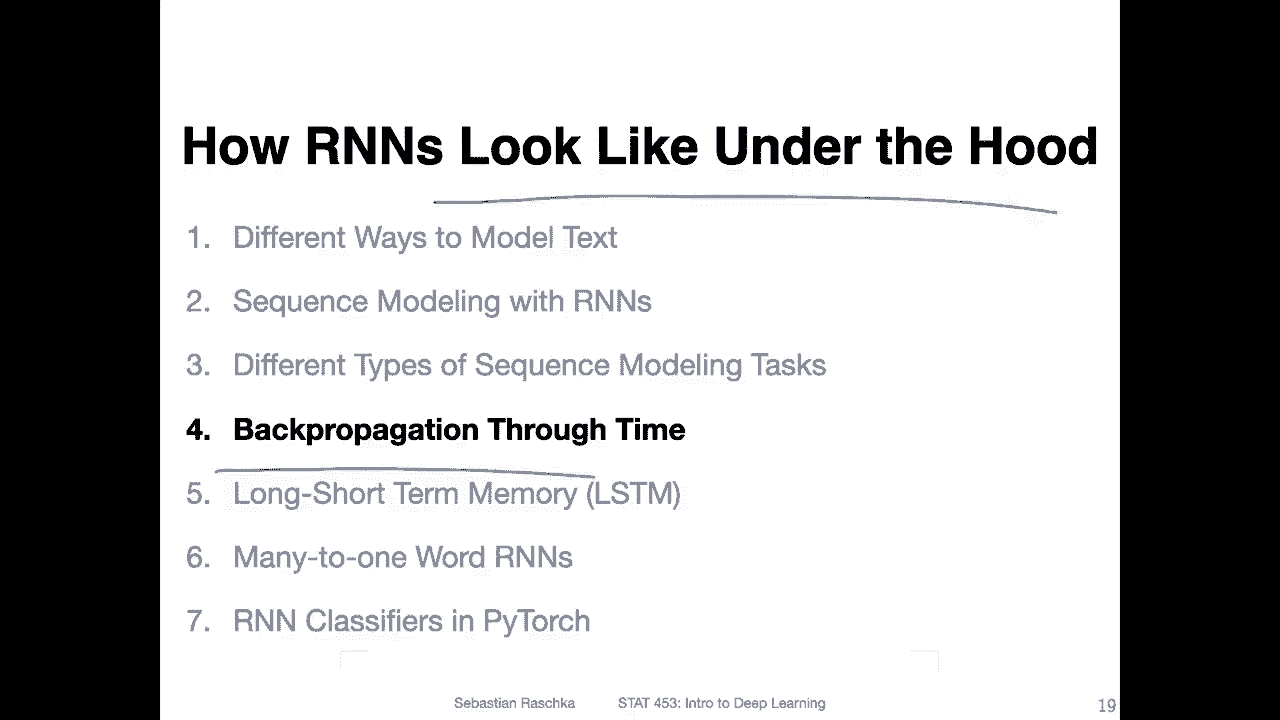 How RNNs Look Like Under the Hood
1. Different Ways to Model Text
2. Sequence Modeling with RNNs
3. Different Types of Sequence Modeling Tasks
4. Backpropagation Through Time
5. Long-Short Term Memory (LSTM)
6. Many-to-one Word RNNs
7. RNN Classifiers in PyTorch
Sebastian Raschka STAT 453: Intro to Deep Learning 19